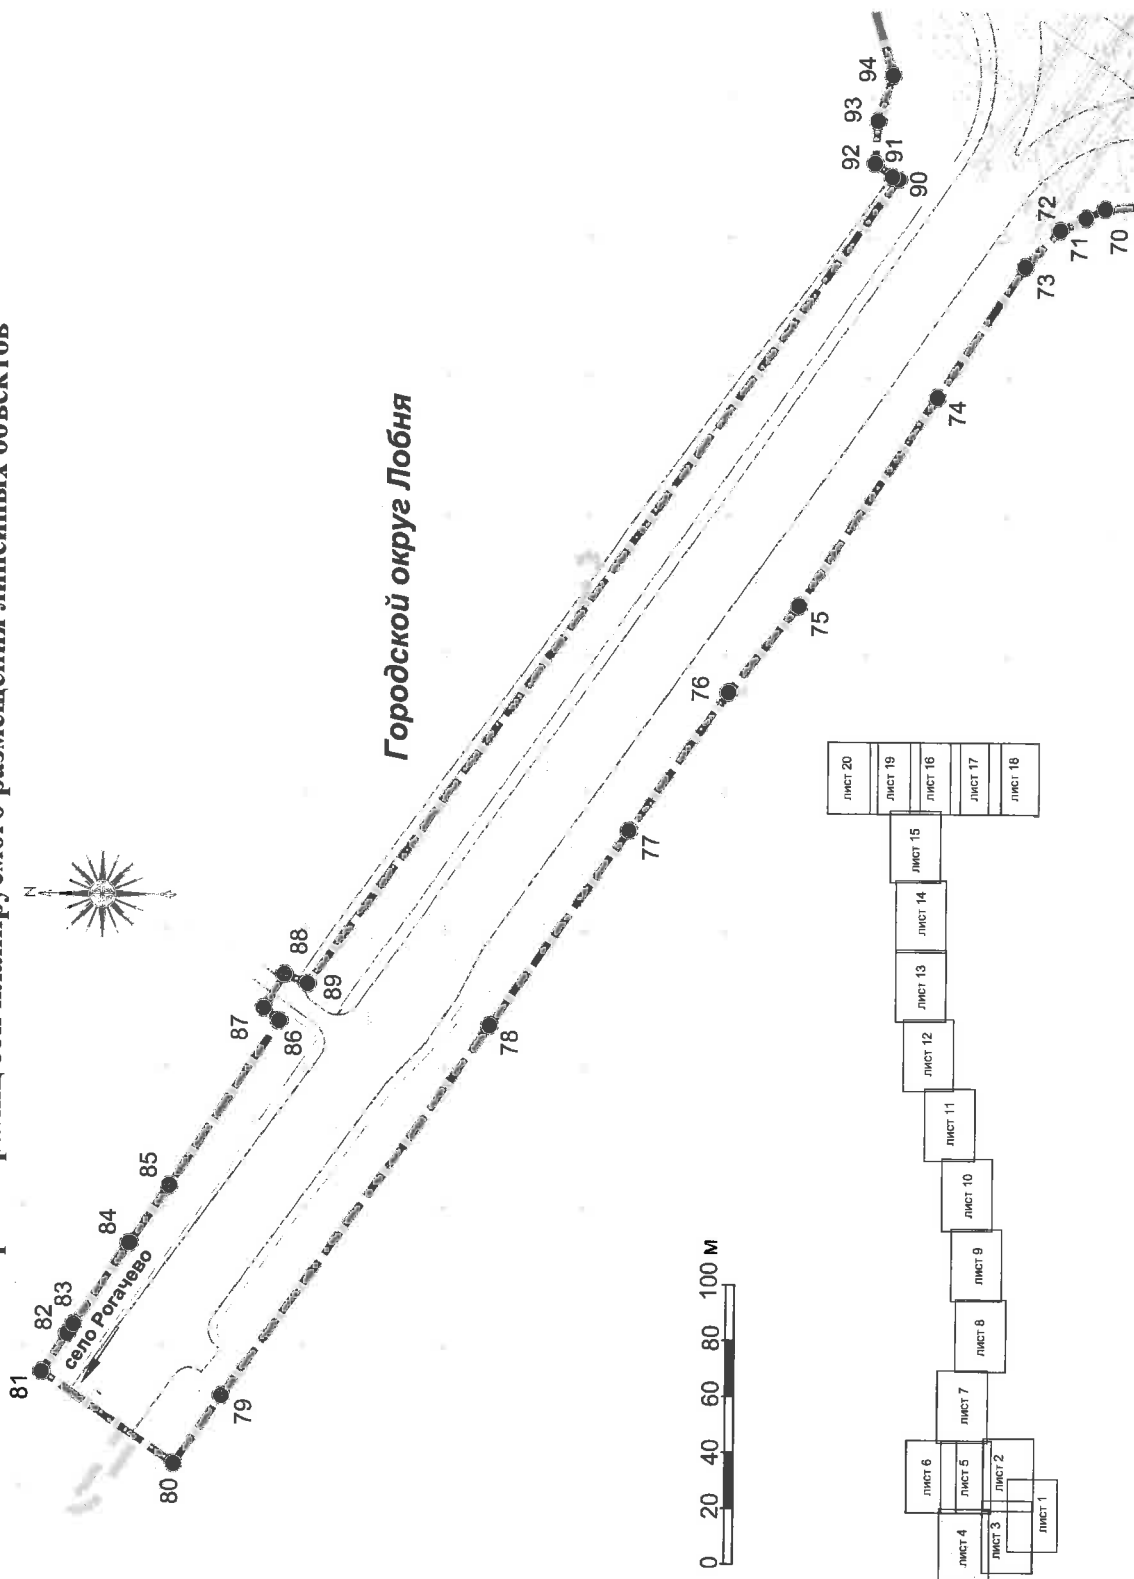 планируемого размещения линейных объектов
N
Городской округ Лобня
село Рогачево
81
82
83
84
85
87
86
88
89
80
79
78
77
76
75
74
73
72
71
70
90
91
92
93
94
0 20 40 60 80 100 м
лист 1
лист 2
лист 3
лист 4
лист 5
лист 6
лист 7
лист 8
лист 9
лист 10
лист 11
лист 12
лист 13
лист 14
лист 15
лист 20
лист 19
лист 16
лист 17
лист 18